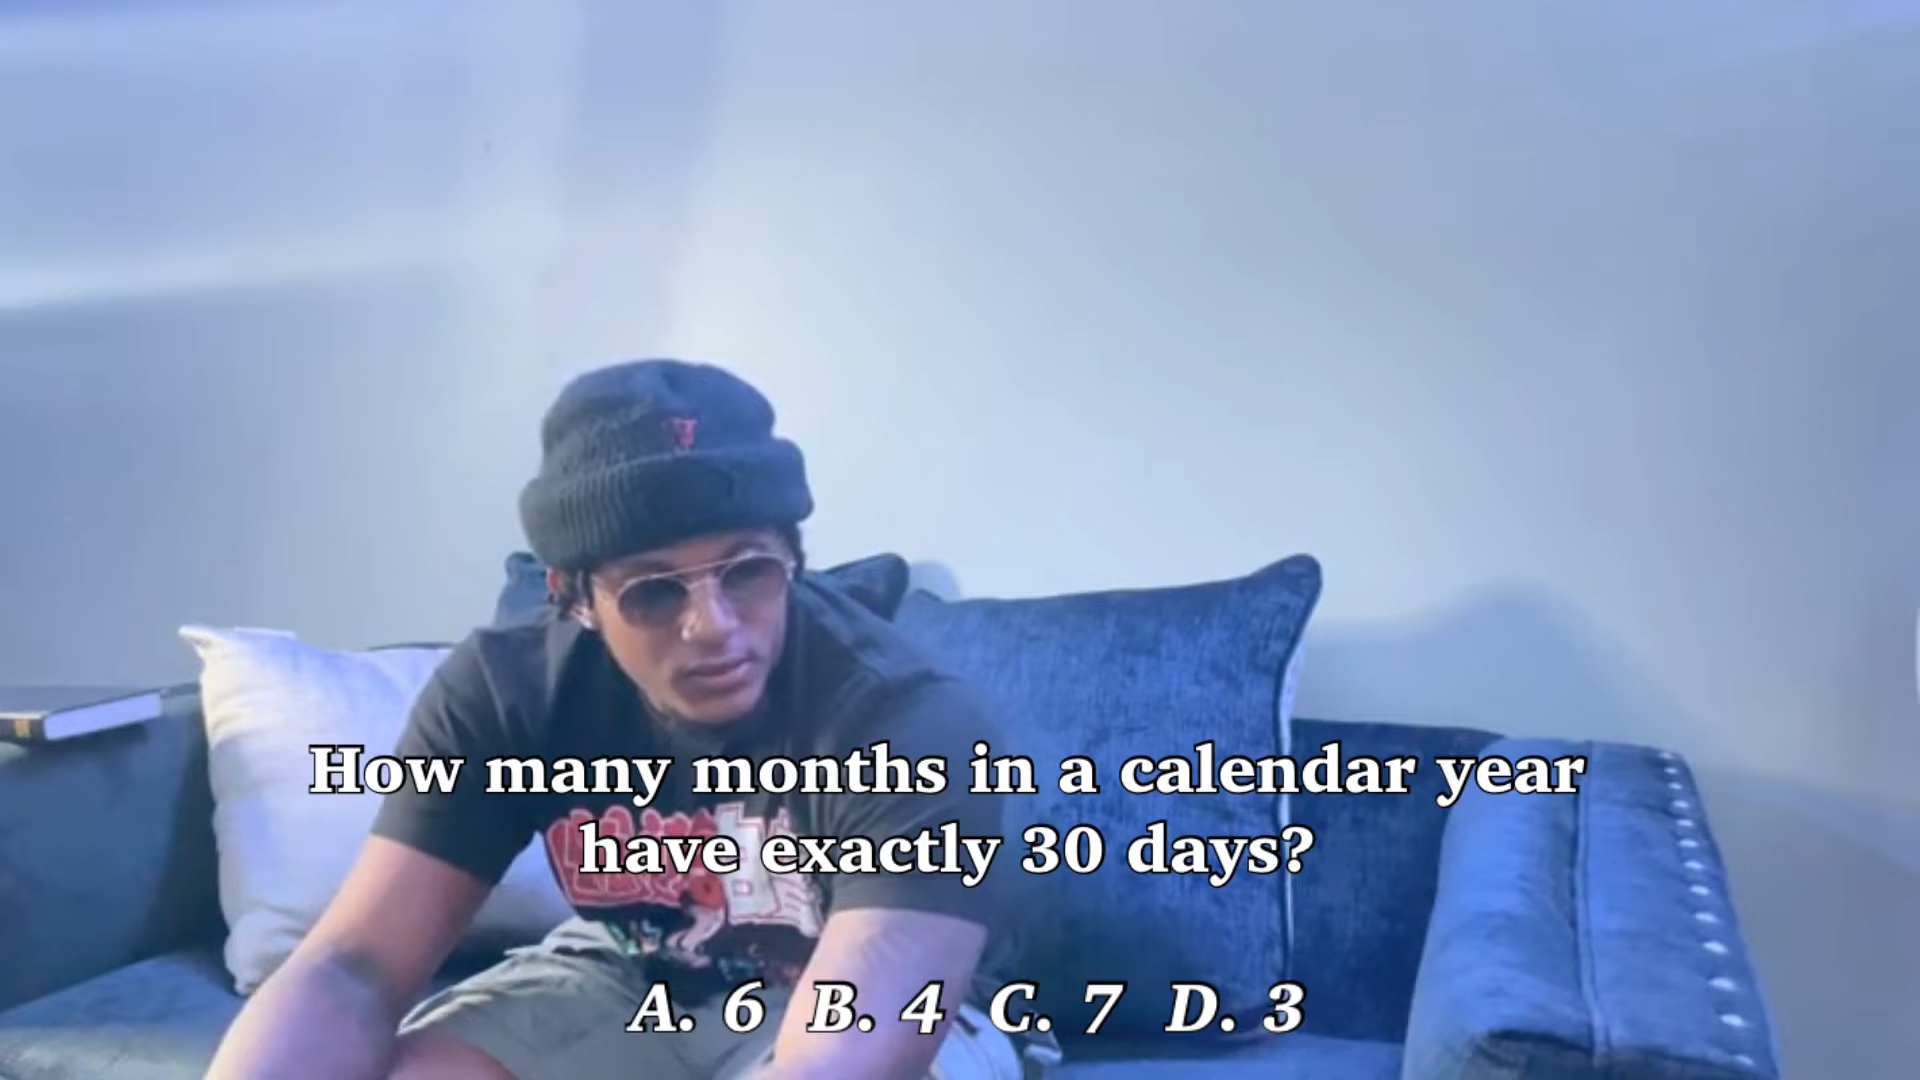 How many months in a calendar year
have exactly 30 days?
A. 6 B. 4 C. 7 D. 3